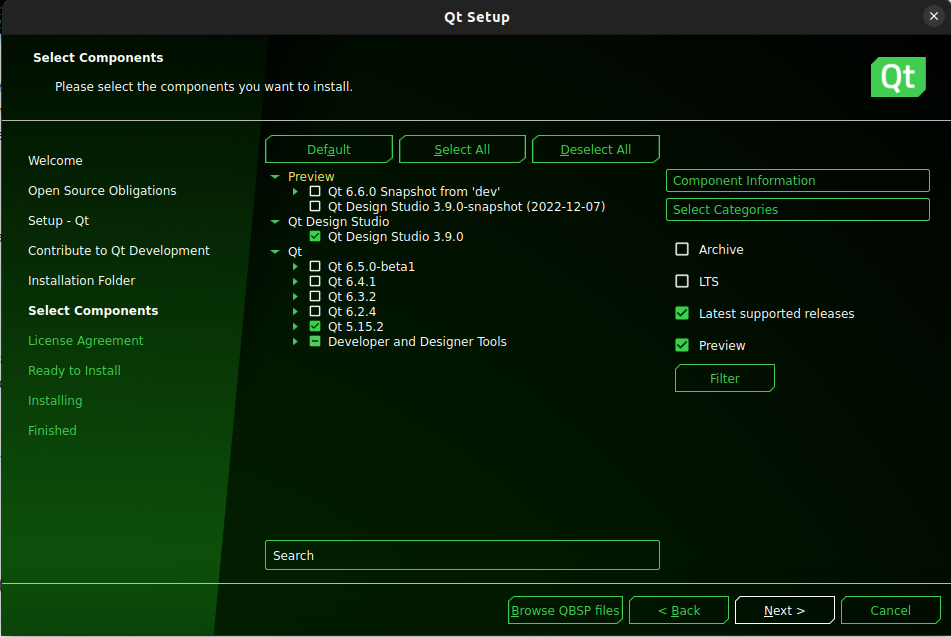 Qt Setup
Select Components
Please select the components you want to install.
Qt
Welcome
Open Source Obligations
Setup - Qt
Contribute to Qt Development
Installation Folder
Select Components
License Agreement
Ready to Install
Installing
Finished
Default
Select All
Deselect All
Preview
Qt 6.6.0 Snapshot from 'dev'
Qt Design Studio 3.9.0-snapshot (2022-12-07)
Qt Design Studio
Qt Design Studio 3.9.0
Qt
Qt 6.5.0-beta1
Qt 6.4.1
Qt 6.3.2
Qt 6.2.4
Qt 5.15.2
Developer and Designer Tools
Search
Component Information
Select Categories
Archive
LTS
Latest supported releases
Preview
Filter
Browse QBSP files
< Back
Next >
Cancel